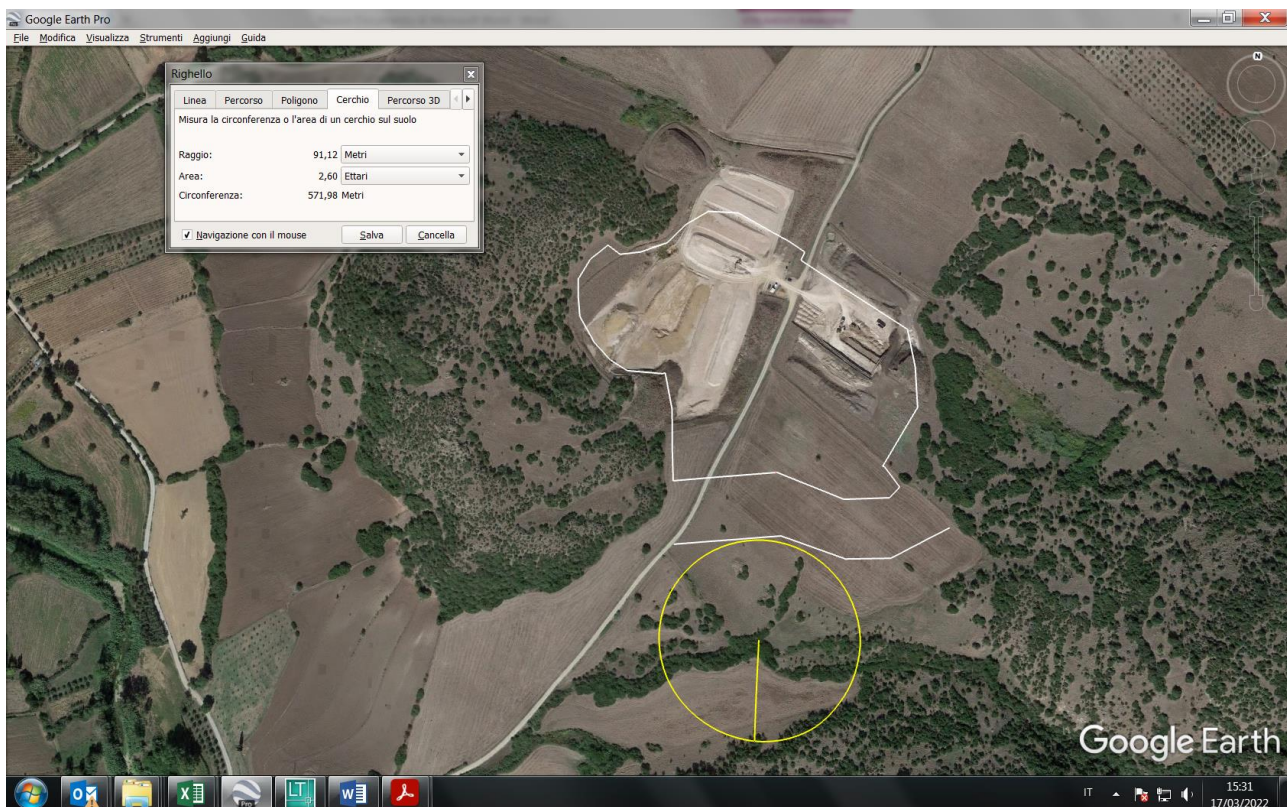 Google Earth Pro
File Modifica Visualizza Strumenti Aggiungi Guida
Righello
Linea Percorso Poligono Cerchio Percorso 3D
Misura la circonferenza o l'area di un cerchio sul suolo
Raggio: 91,12 Metri
Area: 2,60 Ettari
Circonferenza: 571,98 Metri
Navigazione con il mouse Salva Cancella
N
Google Earth
Pro
LT
IT
15:31
17/03/2022